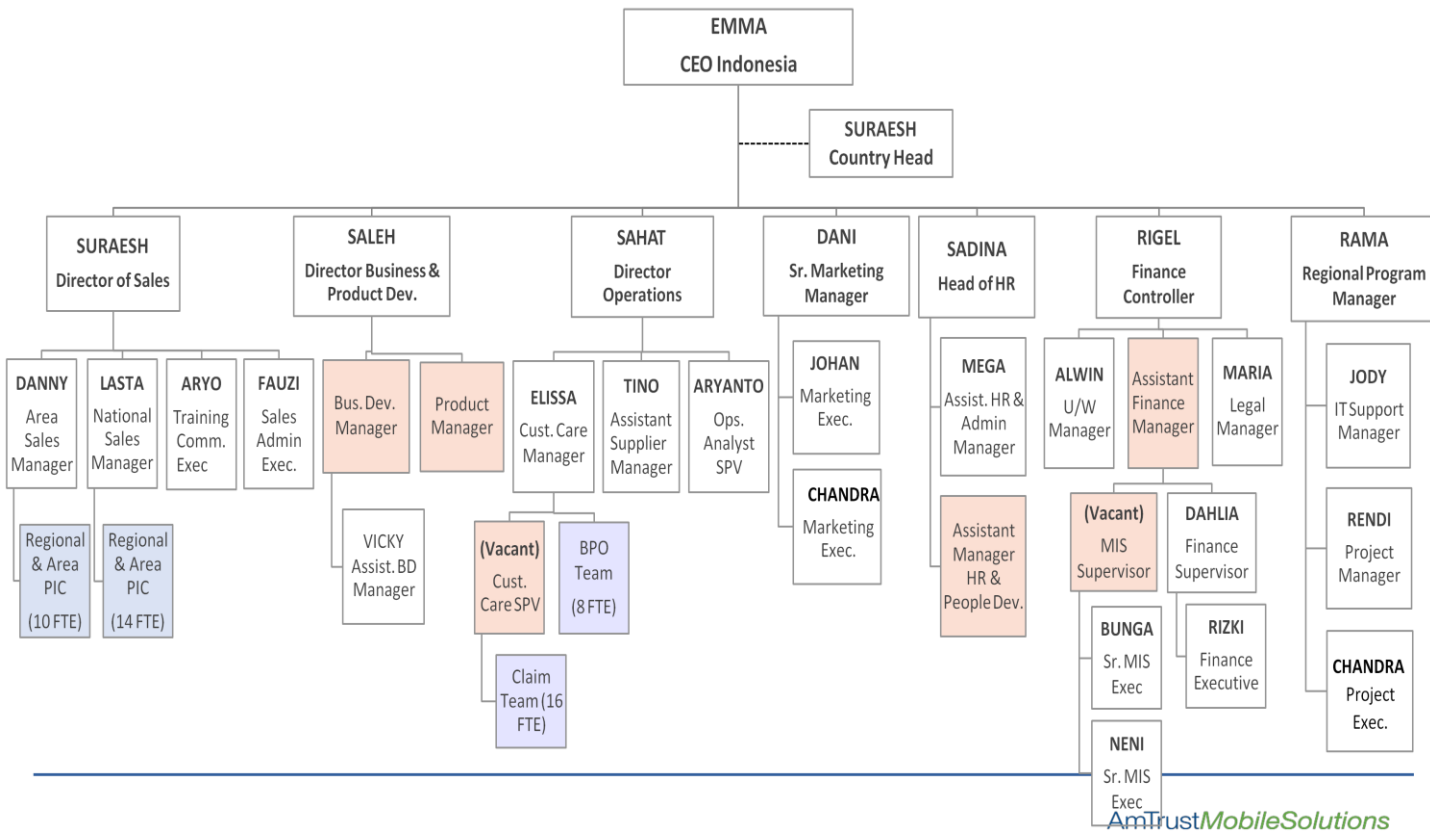 EMMA
CEO Indonesia
SURAESH
Country Head
SURAESH
Director of Sales
SALEH
Director Business &
Product Dev.
SAHAT
Director
Operations
DANI
Sr. Marketing
Manager
SADINA
Head of HR
RIGEL
Finance
Controller
RAMA
Regional Program
Manager
DANNY
Area
Sales
Manager
LASTA
National
Sales
Manager
ARYO
Training
Comm.
Exec
FAUZI
Sales
Admin
Exec.
Bus. Dev.
Manager
Product
Manager
ELISSA
Cust. Care
Manager
TINO
Assistant
Supplier
Manager
ARYANTO
Ops.
Analyst
SPV
JOHAN
Marketing
Exec.
MEGA
Assist. HR &
Admin
Manager
ALWIN
U/W
Manager
Assistant
Finance
Manager
MARIA
Legal
Manager
JODY
IT Support
Manager
Regional
& Area
PIC
(10 FTE)
Regional
& Area
PIC
(14 FTE)
VICKY
Assist. BD
Manager
(Vacant)
Cust.
Care SPV
BPO
Team
(8 FTE)
CHANDRA
Marketing
Exec.
Assistant
Manager
HR &
People Dev.
(Vacant)
MIS
Supervisor
DAHLIA
Finance
Supervisor
RENDI
Project
Manager
Claim
Team (16
FTE)
BUNGA
Sr. MIS
Exec
RIZKI
Finance
Executive
CHANDRA
Project
Exec.
NENI
Sr. MIS
Exec
AmTrustMobileSolutions